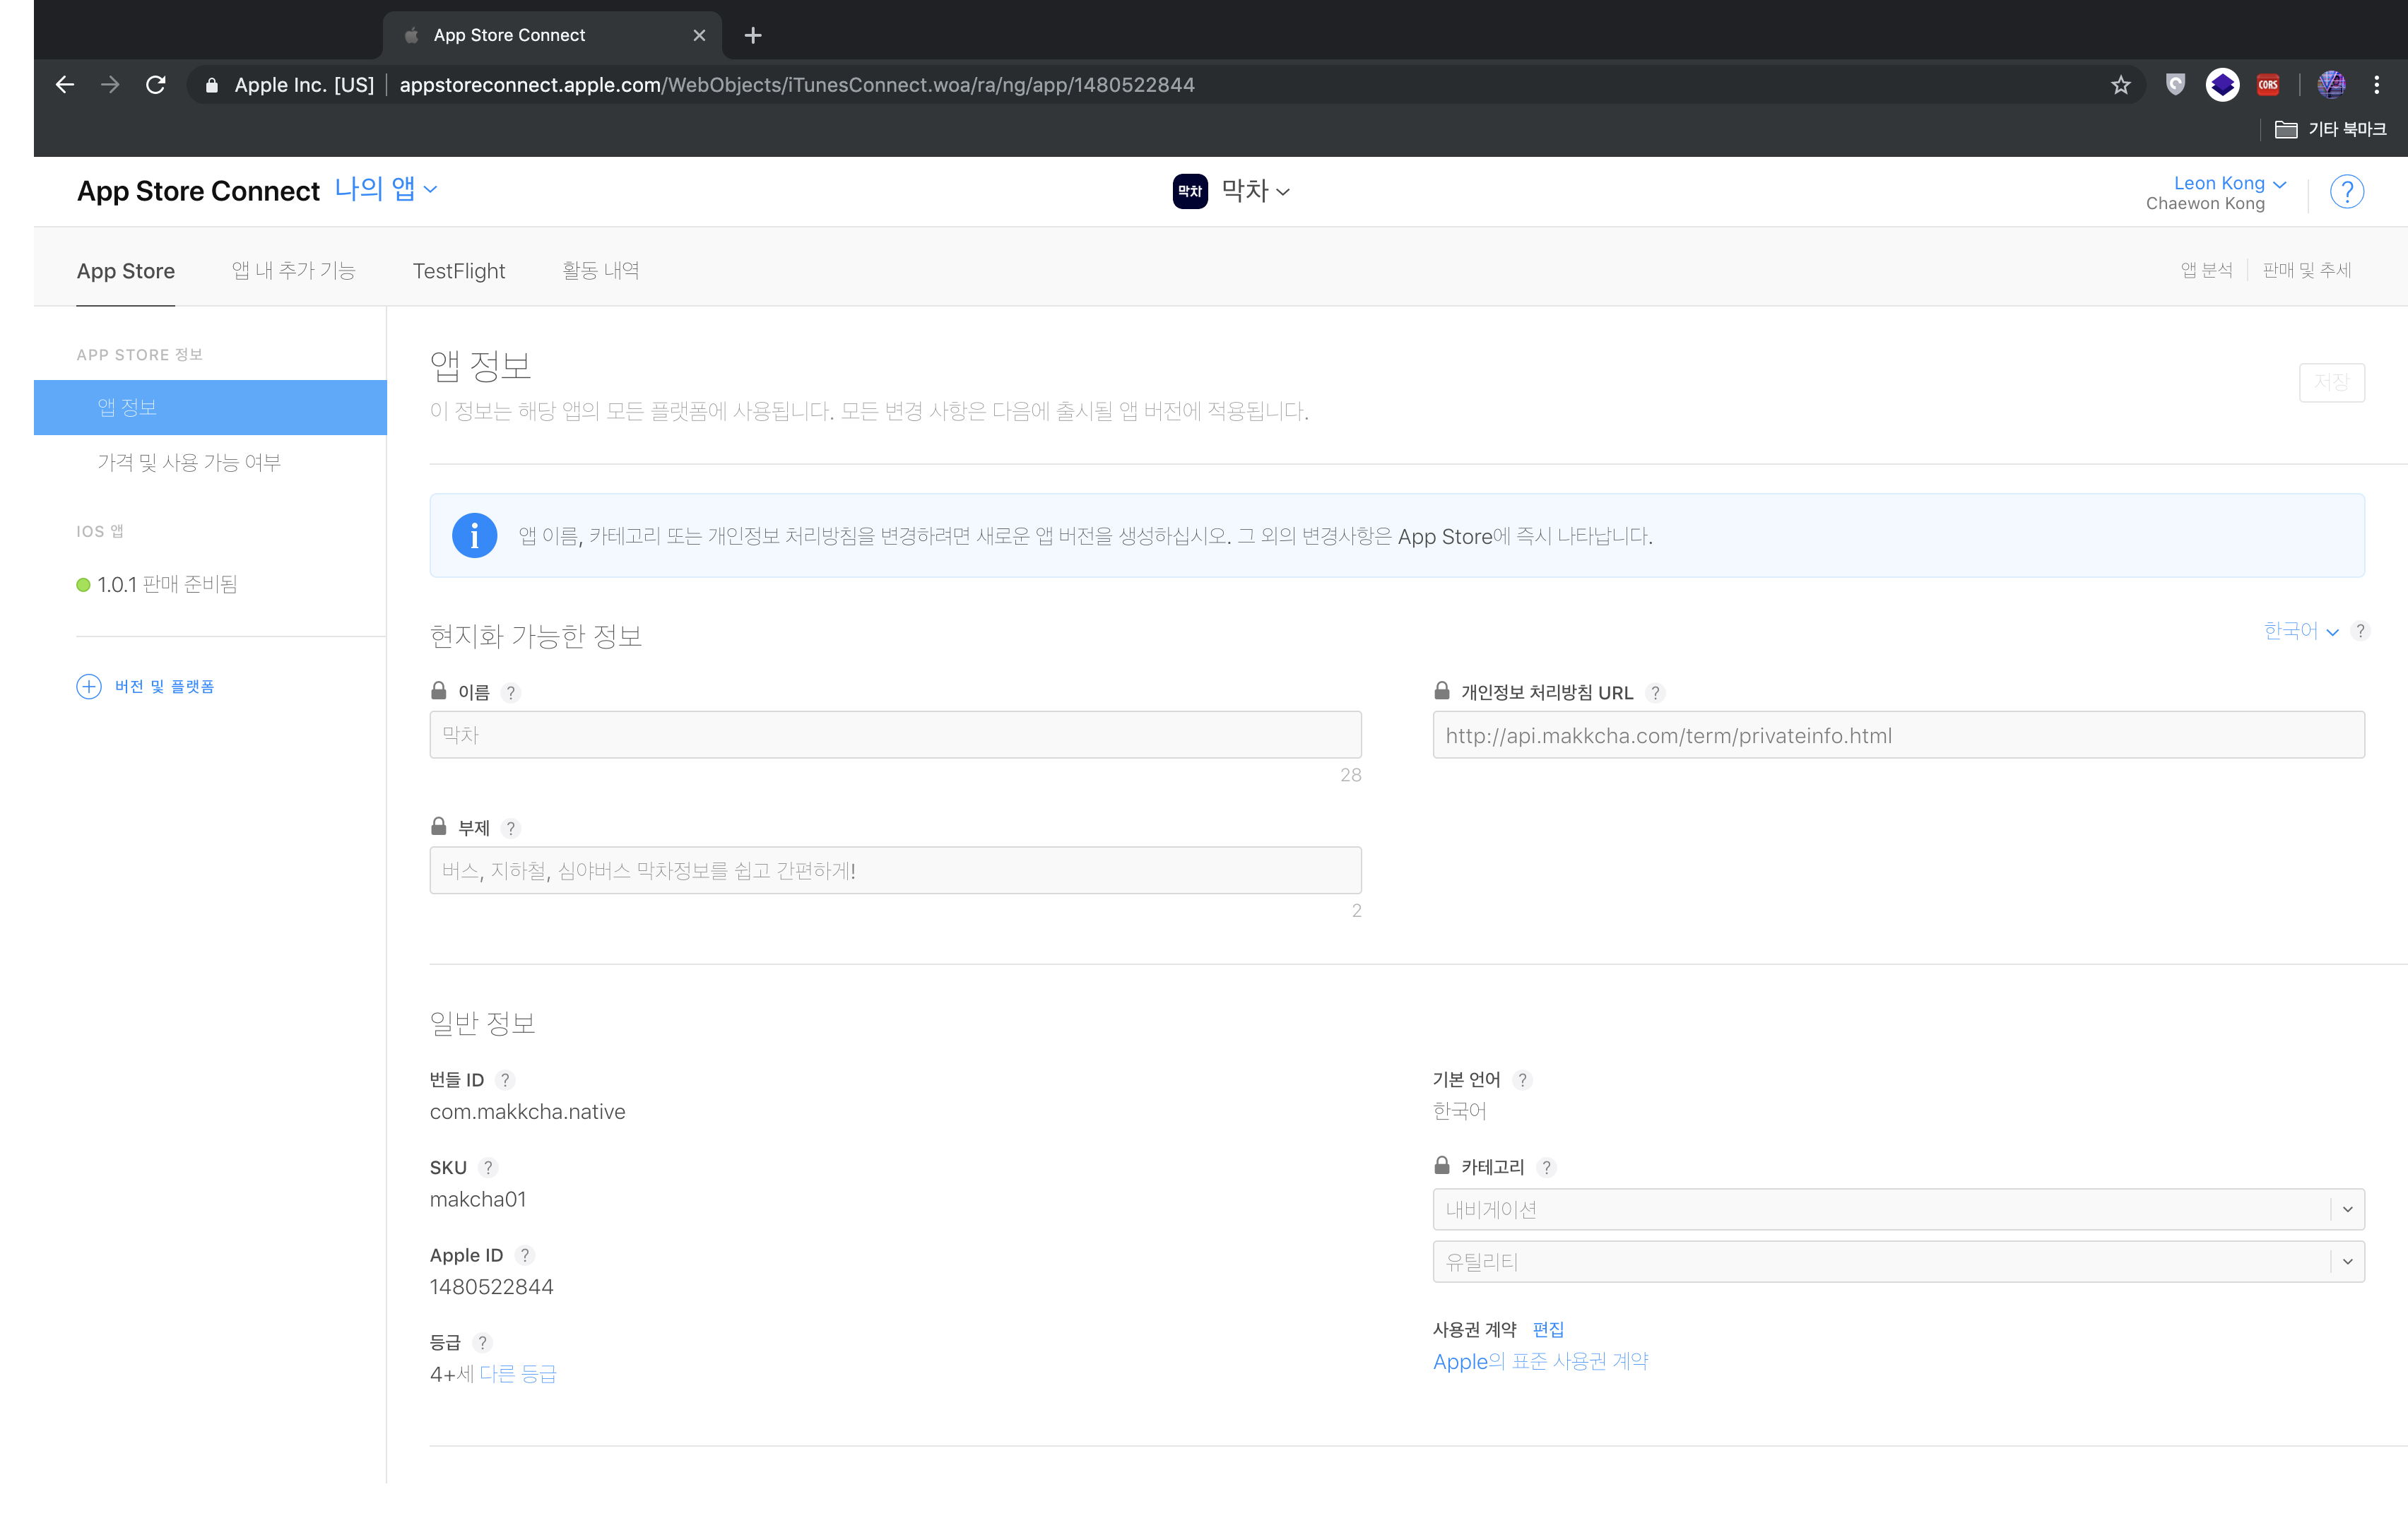 App Store Connect
Apple Inc. [US] appstoreconnect.apple.com/WebObjects/iTunesConnect.woa/ra/ng/app/1480522844
CORS
기타 북마크
App Store Connect 나의 앱
막차 막차
Leon Kong
Chaewon Kong
?
App Store 앱 내 추가 기능 TestFlight 활동 내역
앱 분석 판매 및 추세
APP STORE 정보
앱 정보
가격 및 사용 가능 여부
IOS 앱
1.0.1 판매 준비됨
버전 및 플랫폼
앱 정보
저장
이 정보는 해당 앱의 모든 플랫폼에 사용됩니다. 모든 변경 사항은 다음에 출시될 앱 버전에 적용됩니다.
앱 이름, 카테고리 또는 개인정보 처리방침을 변경하려면 새로운 앱 버전을 생성하십시오. 그 외의 변경사항은 App Store에 즉시 나타납니다.
현지화 가능한 정보
한국어 ?
이름 ?
막차
28
개인정보 처리방침 URL ?
http://api.makkcha.com/term/privateinfo.html
부제 ?
버스, 지하철, 심야버스 막차정보를 쉽고 간편하게!
2
일반 정보
번들 ID ?
com.makkcha.native
SKU ?
makcha01
Apple ID ?
1480522844
등급 ?
4+세 다른 등급
기본 언어 ?
한국어
카테고리 ?
내비게이션
유틸리티
사용권 계약 편집
Apple의 표준 사용권 계약